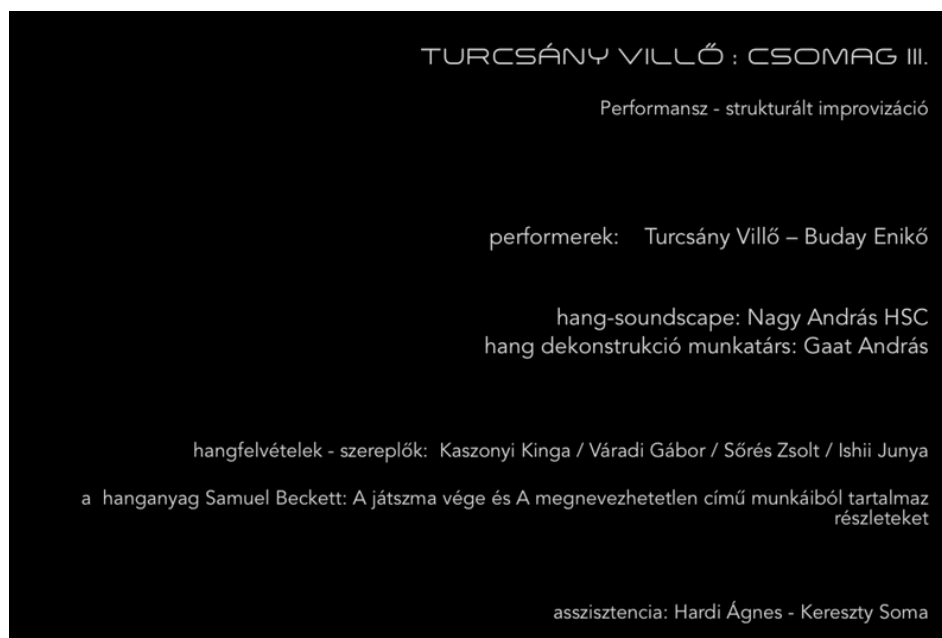 TURCSÁNY VILLŐ : CSOMAG III.
Performansz - strukturált improvizáció
performerek: Turcsány Villő – Buday Enikő
hang-soundscape: Nagy András HSC
hang dekonstrukció munkatárs: Gaat András
hangfelvételek - szereplők: Kaszonyi Kinga / Váradi Gábor / Sőrés Zsolt / Ishii Junya
a hanganyag Samuel Beckett: A játszma vége és A megnevezhetetlen című munkáiból tartalmaz
részleteket
asszisztencia: Hardi Ágnes - Kereszty Soma